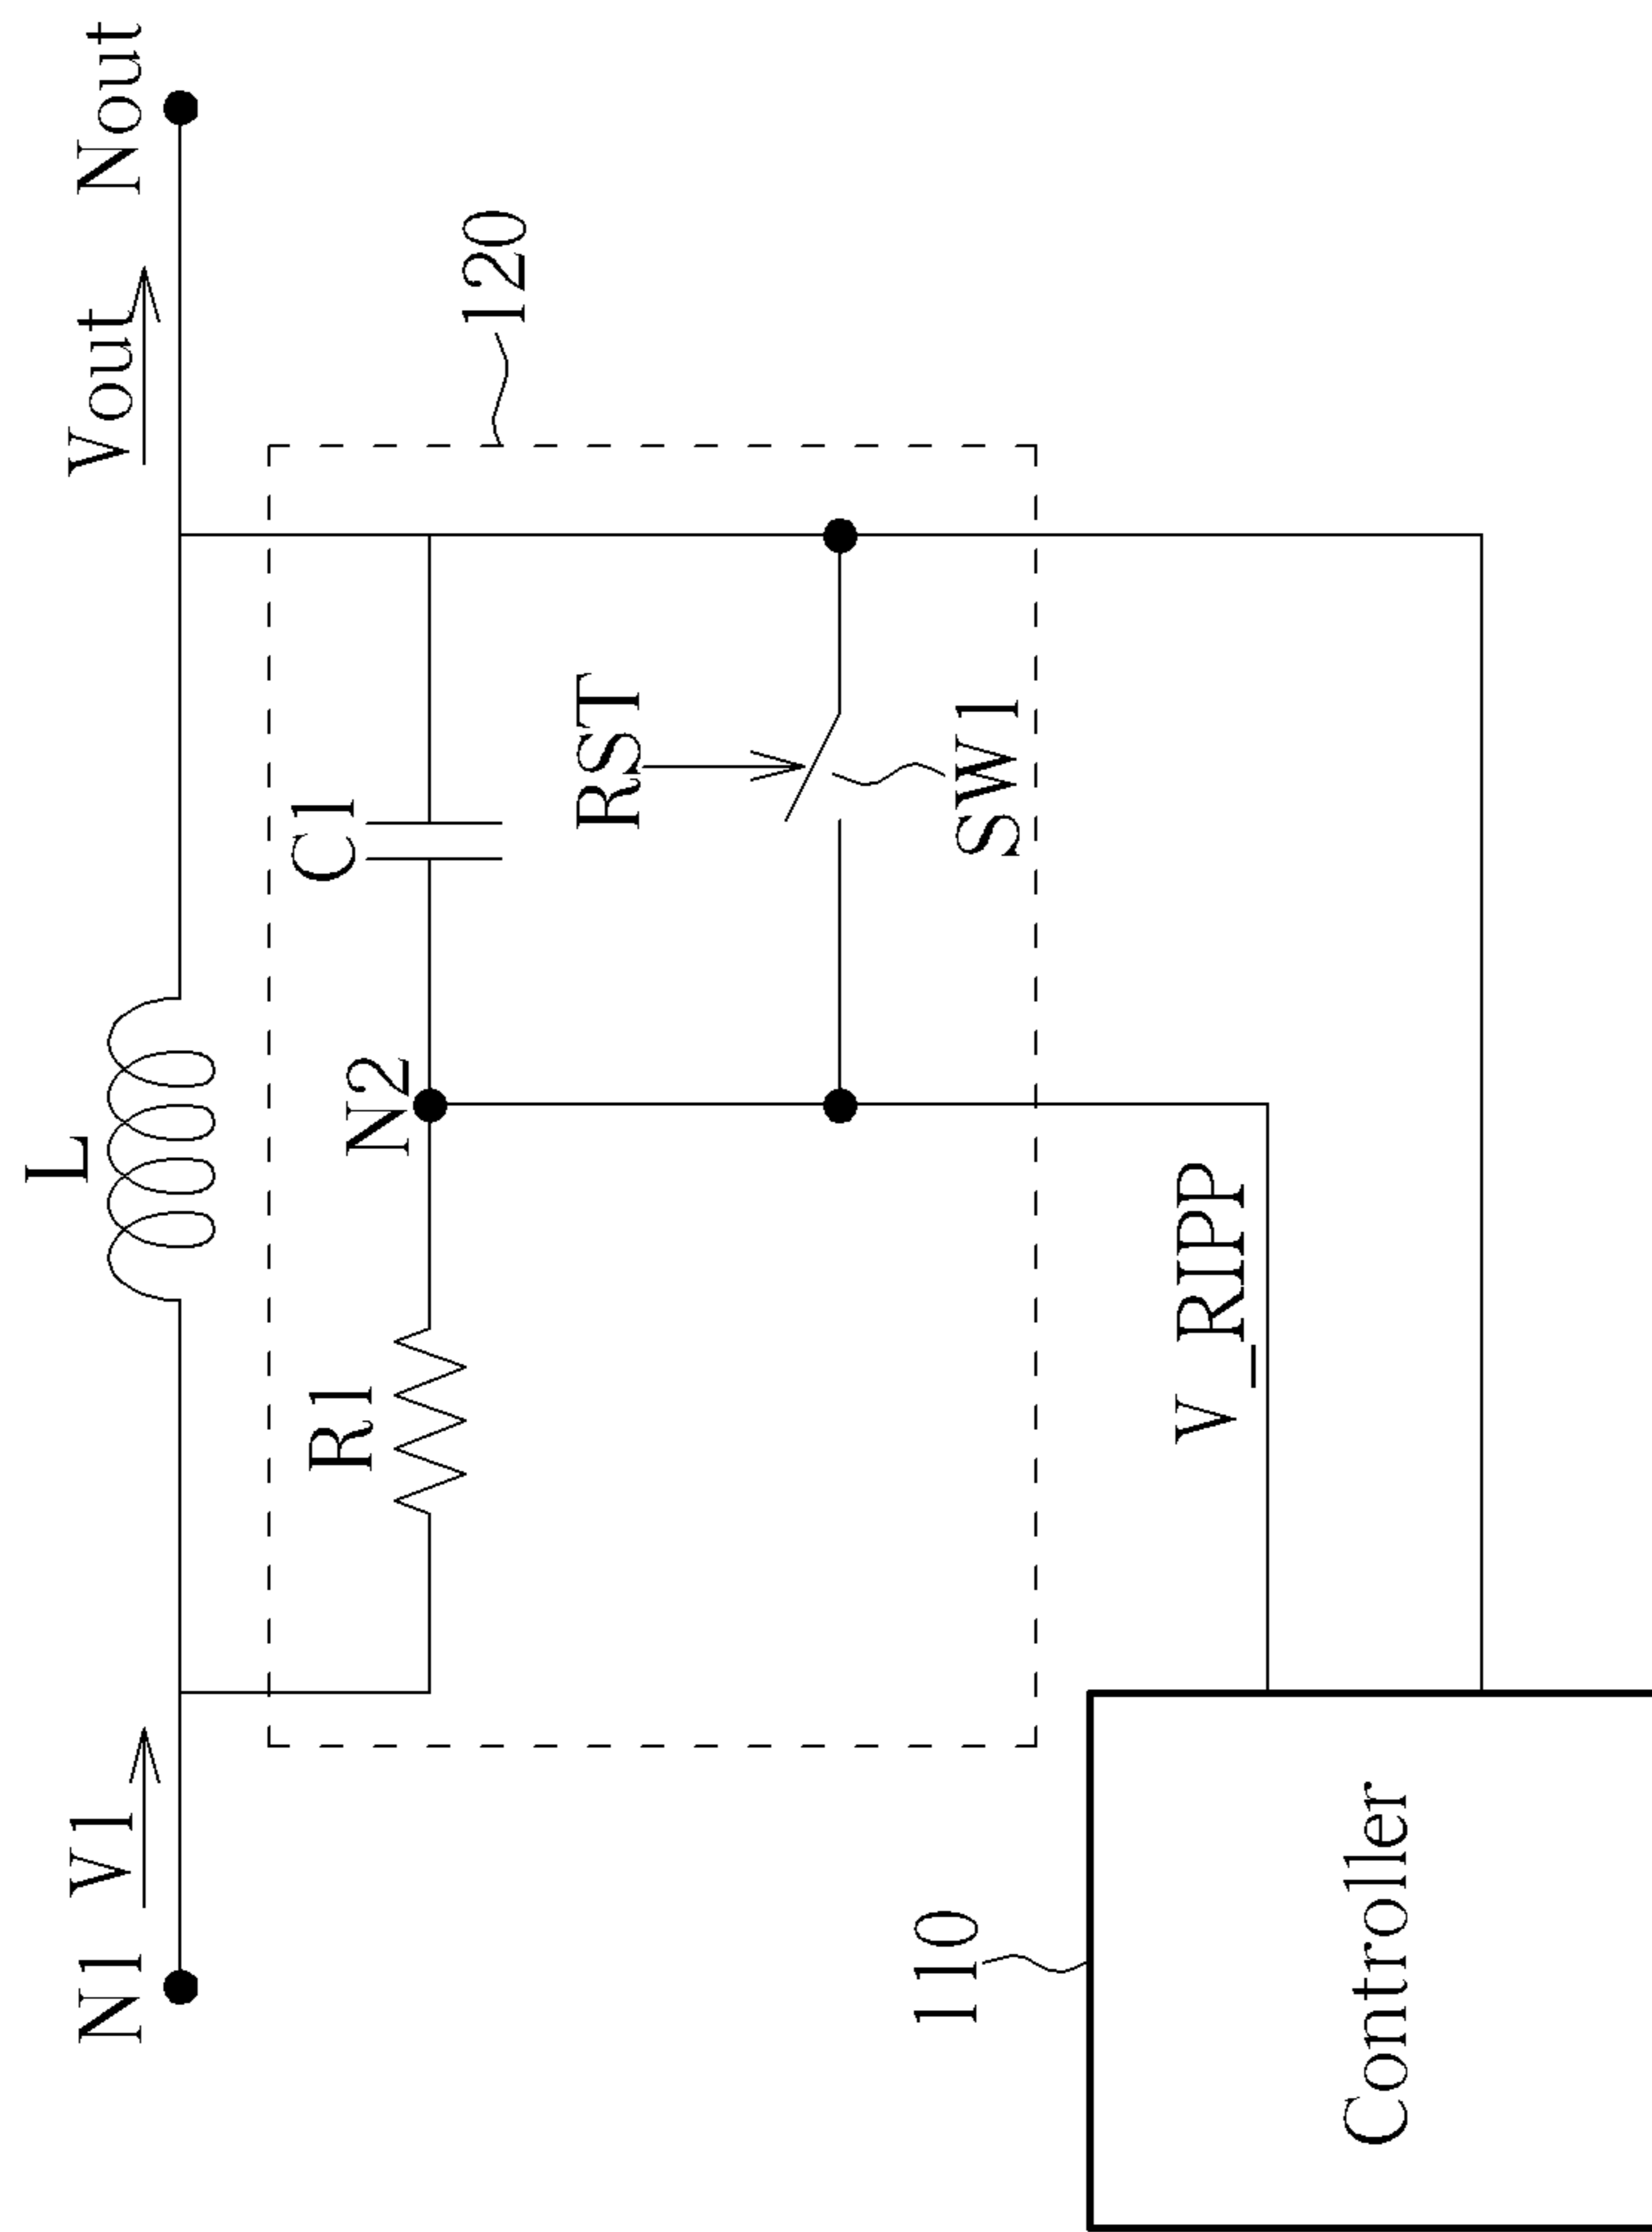 L
N1
V1
Vout
Nout
R1
N2
C1
120
RST
SW1
110
V_RIPP
Controller